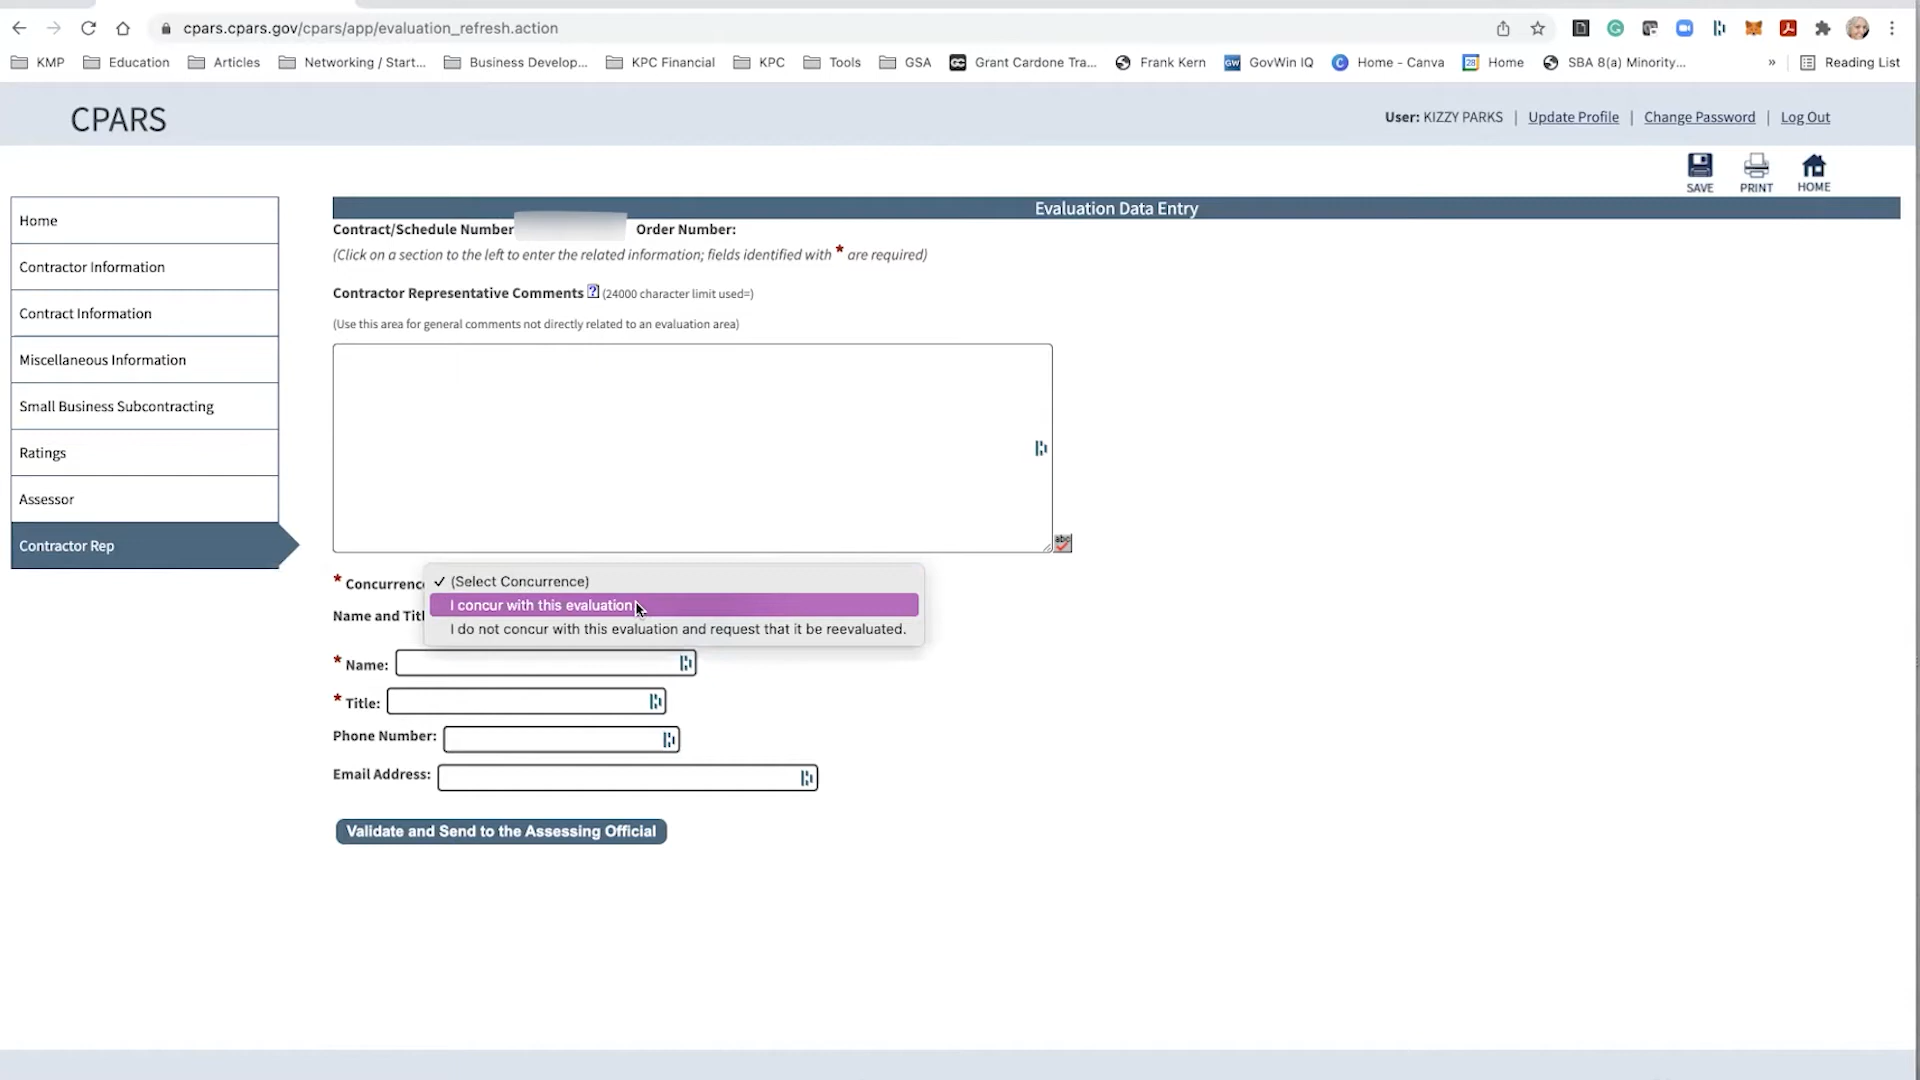 cpars.cpars.gov/cpars/app/evaluation_refresh.action
KMP Education Articles Networking / Start... Business Develop... KPC Financial KPC Tools GSA GC Grant Cardone Tra... Frank Kern GW GovWin IQ C Home - Canva 28 Home SBA 8(a) Minority... » Reading List
CPARS
User: KIZZY PARKS | Update Profile | Change Password | Log Out
SAVE PRINT HOME
Home
Contractor Information
Contract Information
Miscellaneous Information
Small Business Subcontracting
Ratings
Assessor
Contractor Rep
Evaluation Data Entry
Contract/Schedule Number Order Number:
(Click on a section to the left to enter the related information; fields identified with * are required)
Contractor Representative Comments ? (24000 character limit used=)
(Use this area for general comments not directly related to an evaluation area)
abc
* Concurrenc
✓ (Select Concurrence)
I concur with this evaluation
I do not concur with this evaluation and request that it be reevaluated.
Name and Titl
* Name:
* Title:
Phone Number:
Email Address:
Validate and Send to the Assessing Official